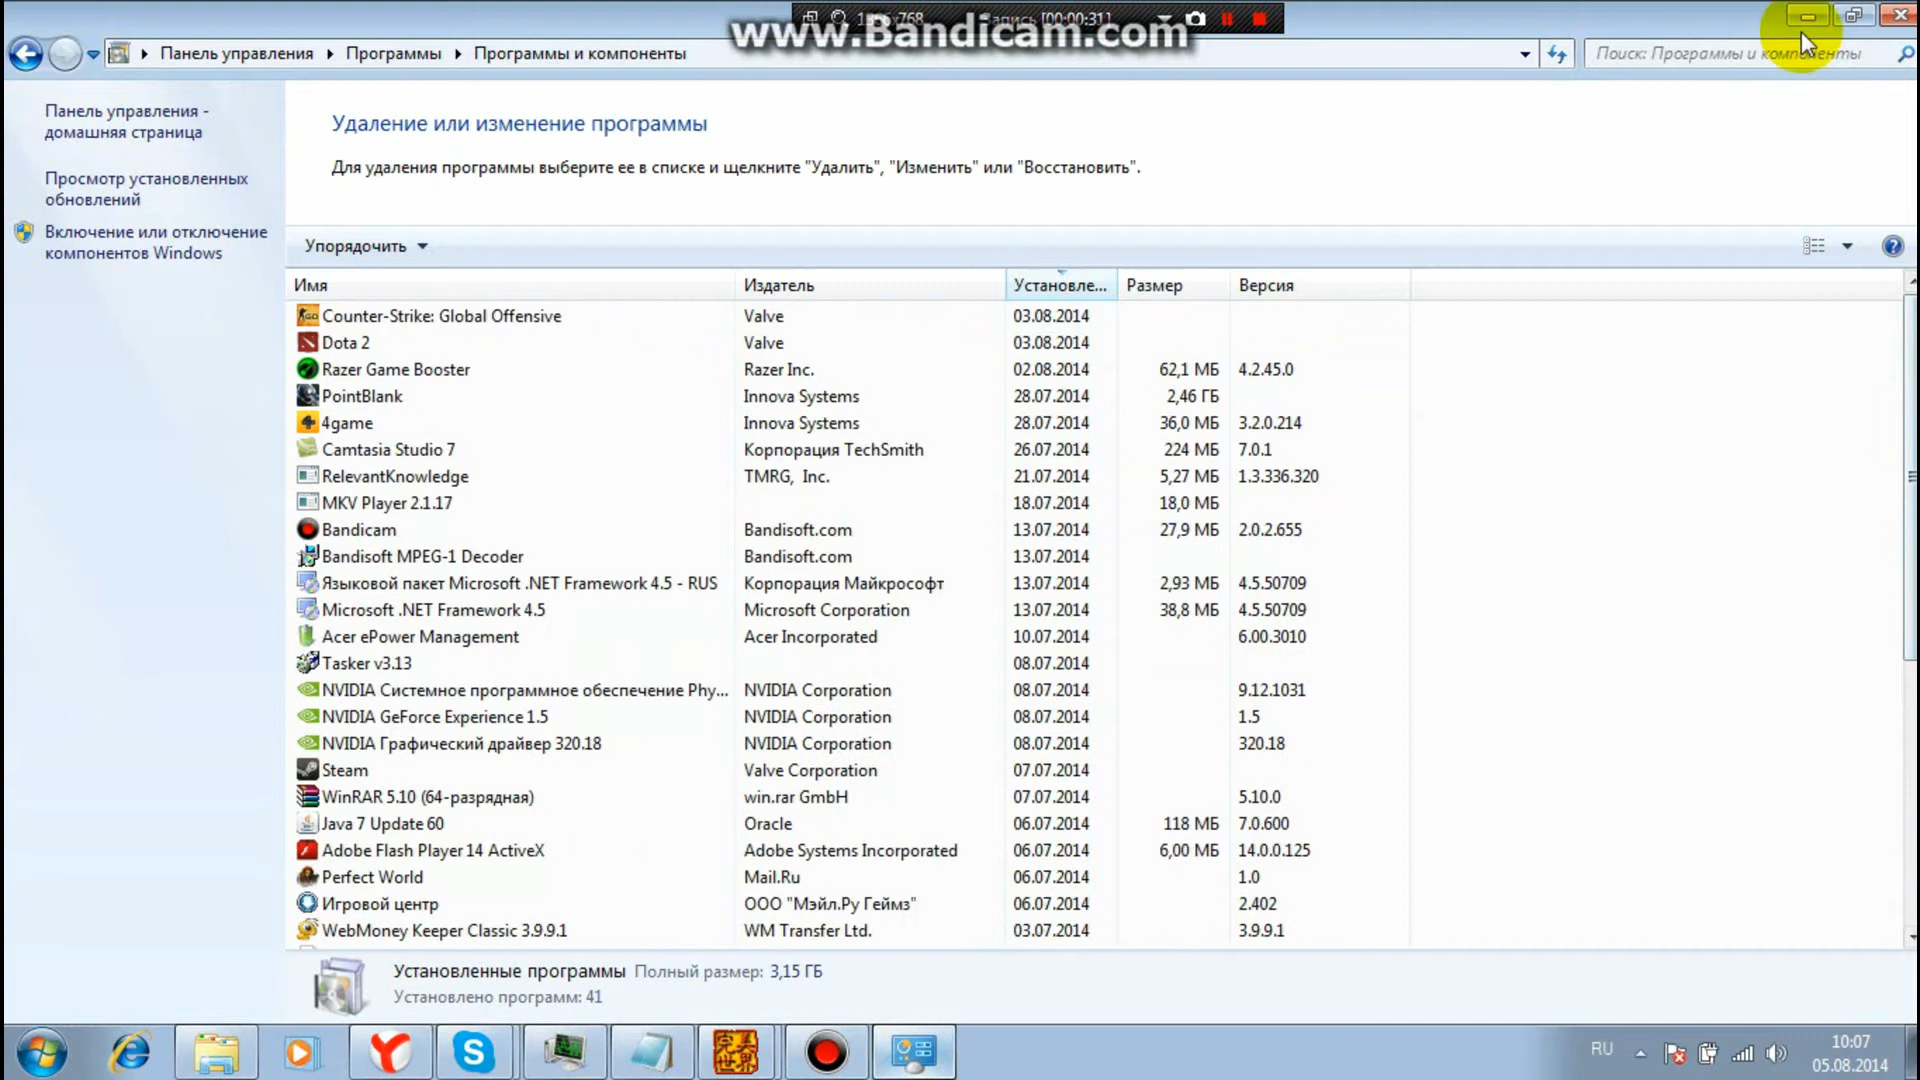 1366x768 Запись [00:00:31]
www.Bandicam.com
Панель управления Программы Программы и компоненты
Поиск: Программы и компоненты
Панель управления - домашняя страница
Просмотр установленных обновлений
Включение или отключение компонентов Windows
Удаление или изменение программы
Для удаления программы выберите ее в списке и щелкните "Удалить", "Изменить" или "Восстановить".
Упорядочить
Имя Издатель Установле... Размер Версия
Counter-Strike: Global Offensive Valve 03.08.2014
Dota 2 Valve 03.08.2014
Razer Game Booster Razer Inc. 02.08.2014 62,1 МБ 4.2.45.0
PointBlank Innova Systems 28.07.2014 2,46 ГБ
4game Innova Systems 28.07.2014 36,0 МБ 3.2.0.214
Camtasia Studio 7 Корпорация TechSmith 26.07.2014 224 МБ 7.0.1
RelevantKnowledge TMRG, Inc. 21.07.2014 5,27 МБ 1.3.336.320
MKV Player 2.1.17 18.07.2014 18,0 МБ
Bandicam Bandisoft.com 13.07.2014 27,9 МБ 2.0.2.655
Bandisoft MPEG-1 Decoder Bandisoft.com 13.07.2014
Языковой пакет Microsoft .NET Framework 4.5 - RUS Корпорация Майкрософт 13.07.2014 2,93 МБ 4.5.50709
Microsoft .NET Framework 4.5 Microsoft Corporation 13.07.2014 38,8 МБ 4.5.50709
Acer ePower Management Acer Incorporated 10.07.2014 6.00.3010
Tasker v3.13 08.07.2014
NVIDIA Системное программное обеспечение Phy... NVIDIA Corporation 08.07.2014 9.12.1031
NVIDIA GeForce Experience 1.5 NVIDIA Corporation 08.07.2014 1.5
NVIDIA Графический драйвер 320.18 NVIDIA Corporation 08.07.2014 320.18
Steam Valve Corporation 07.07.2014
WinRAR 5.10 (64-разрядная) win.rar GmbH 07.07.2014 5.10.0
Java 7 Update 60 Oracle 06.07.2014 118 МБ 7.0.600
Adobe Flash Player 14 ActiveX Adobe Systems Incorporated 06.07.2014 6,00 МБ 14.0.0.125
Perfect World Mail.Ru 06.07.2014 1.0
Игровой центр ООО "Мэйл.Ру Геймз" 06.07.2014 2.402
WebMoney Keeper Classic 3.9.9.1 WM Transfer Ltd. 03.07.2014 3.9.9.1
Установленные программы Полный размер: 3,15 ГБ
Установлено программ: 41
完美世界
RU
10:07
05.08.2014